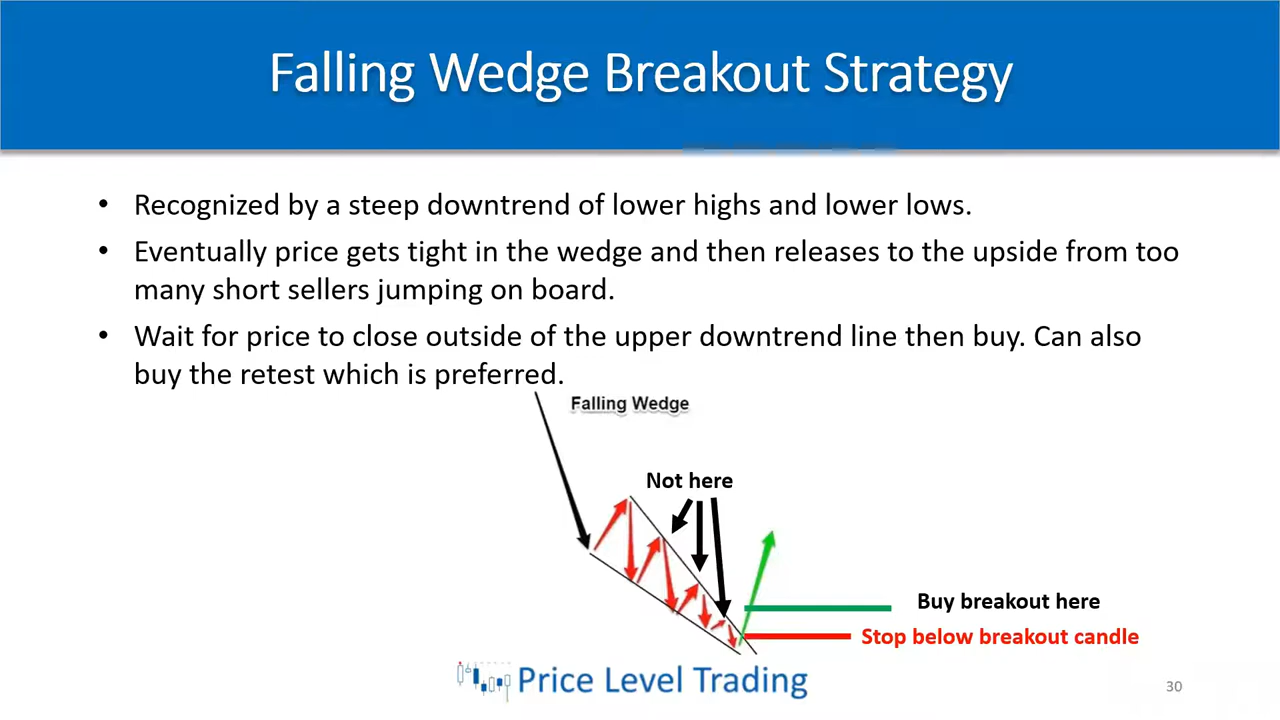 Falling Wedge Breakout Strategy
• Recognized by a steep downtrend of lower highs and lower lows.
• Eventually price gets tight in the wedge and then releases to the upside from too
many short sellers jumping on board.
• Wait for price to close outside of the upper downtrend line then buy. Can also
buy the retest which is preferred.
Falling Wedge
Not here
Buy breakout here
Stop below breakout candle
Price Level Trading
30